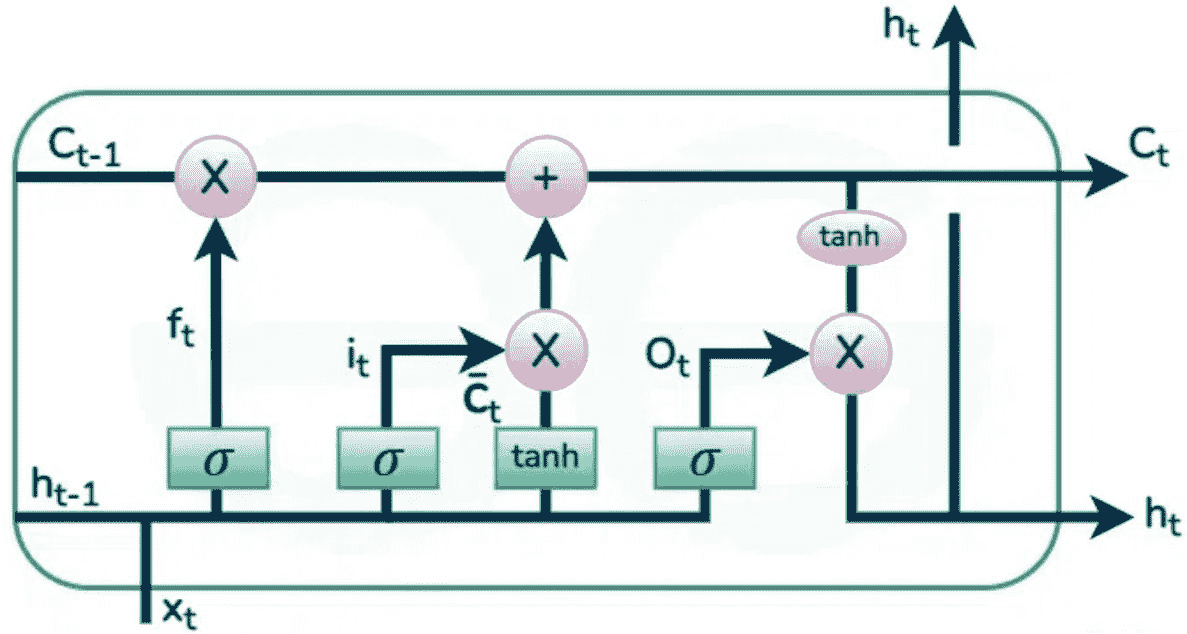 hₜ
Cₜ₋₁
X
+
Cₜ
tanh
fₜ
iₜ
X
C̄ₜ
Oₜ
X
σ
σ
tanh
σ
hₜ₋₁
hₜ
xₜ